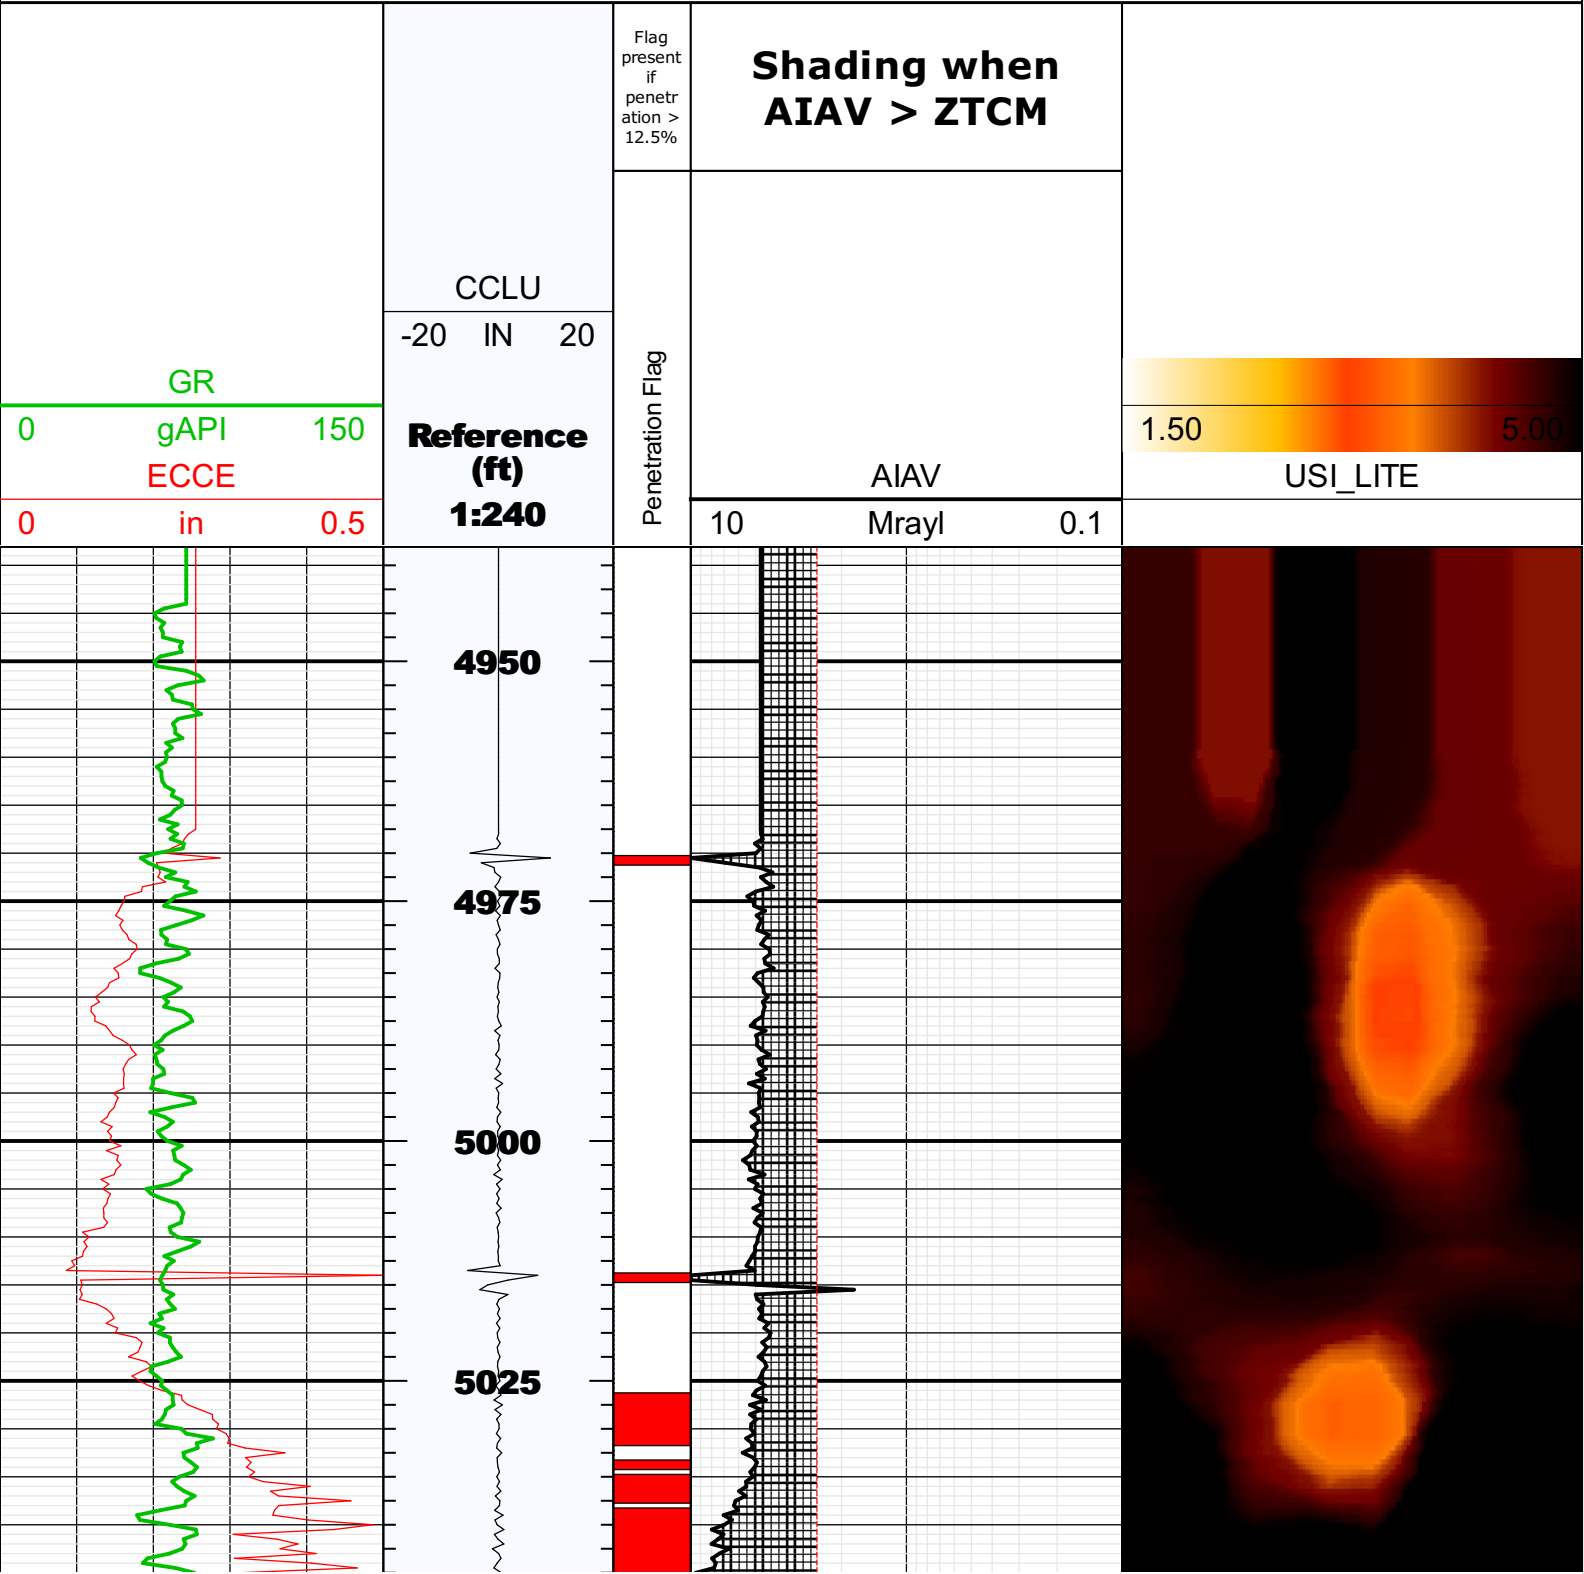 Flag
present
if
penetr
ation >
12.5%
Shading when
AIAV > ZTCM
CCLU
-20 IN 20
GR
0 gAPI 150
ECCE
0 in 0.5
Reference
(ft)
1:240
Penetration Flag
AIAV
10 Mrayl 0.1
1.50 5.00
USI_LITE
4950
4975
5000
5025